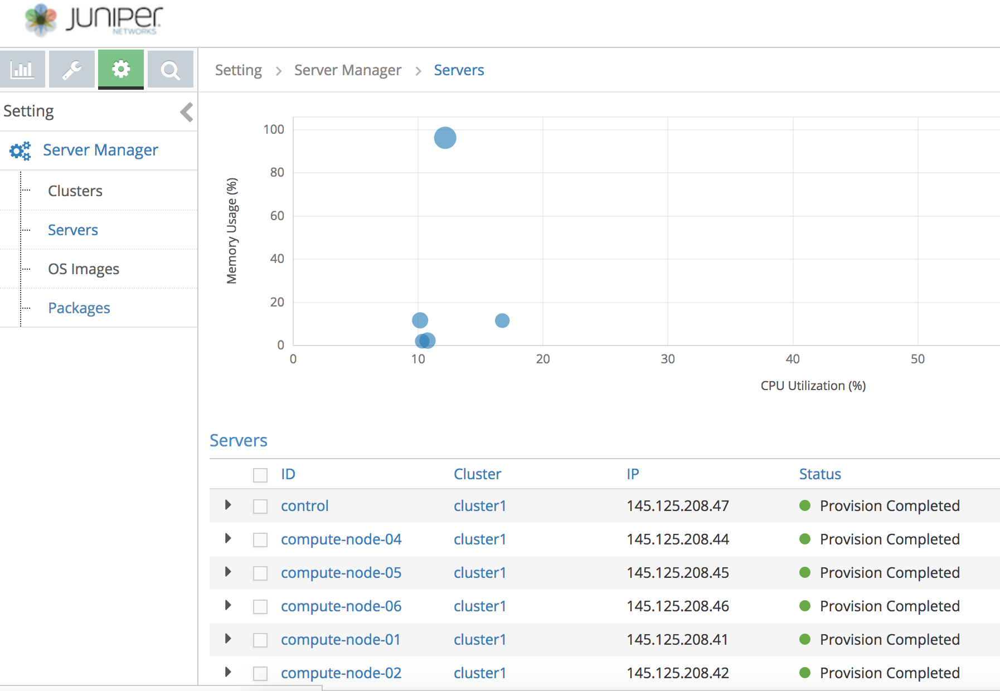 JUNIPER
NETWORKS
Setting > Server Manager > Servers
Setting
Server Manager
Clusters
Servers
OS Images
Packages
100
80
60
40
20
0
Memory Usage (%)
0 10 20 30 40 50
CPU Utilization (%)
Servers
ID Cluster IP Status
control cluster1 145.125.208.47 Provision Completed
compute-node-04 cluster1 145.125.208.44 Provision Completed
compute-node-05 cluster1 145.125.208.45 Provision Completed
compute-node-06 cluster1 145.125.208.46 Provision Completed
compute-node-01 cluster1 145.125.208.41 Provision Completed
compute-node-02 cluster1 145.125.208.42 Provision Completed